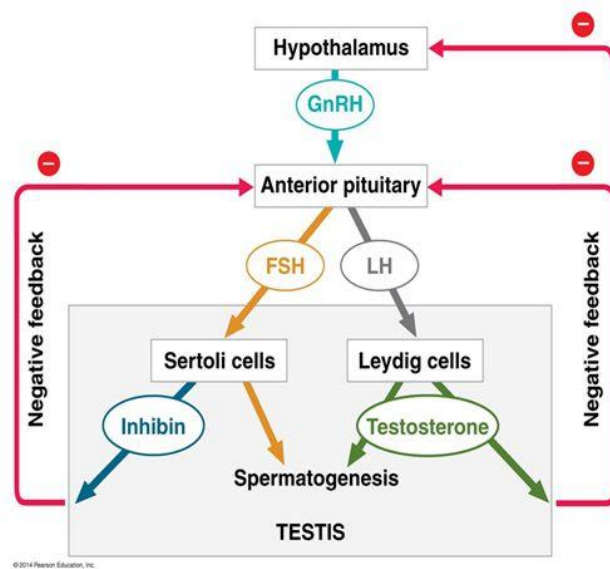 Hypothalamus
GnRH
Anterior pituitary
Negative feedback
FSH
LH
Negative feedback
Sertoli cells
Leydig cells
Inhibin
Testosterone
Spermatogenesis
TESTIS
© 2014 Pearson Education, Inc.